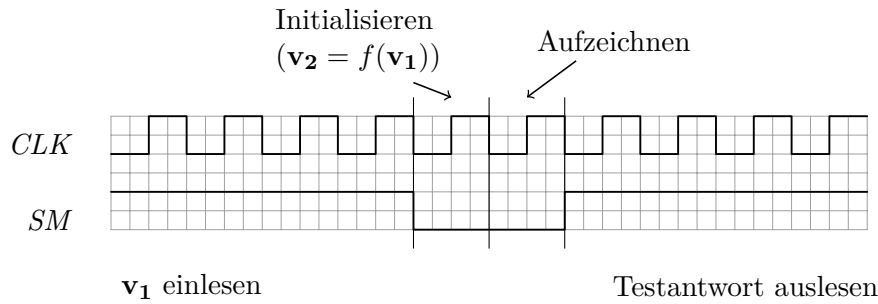 Initialisieren
(v₂ = f(v₁))
Aufzeichnen
CLK
SM
v₁ einlesen
Testantwort auslesen